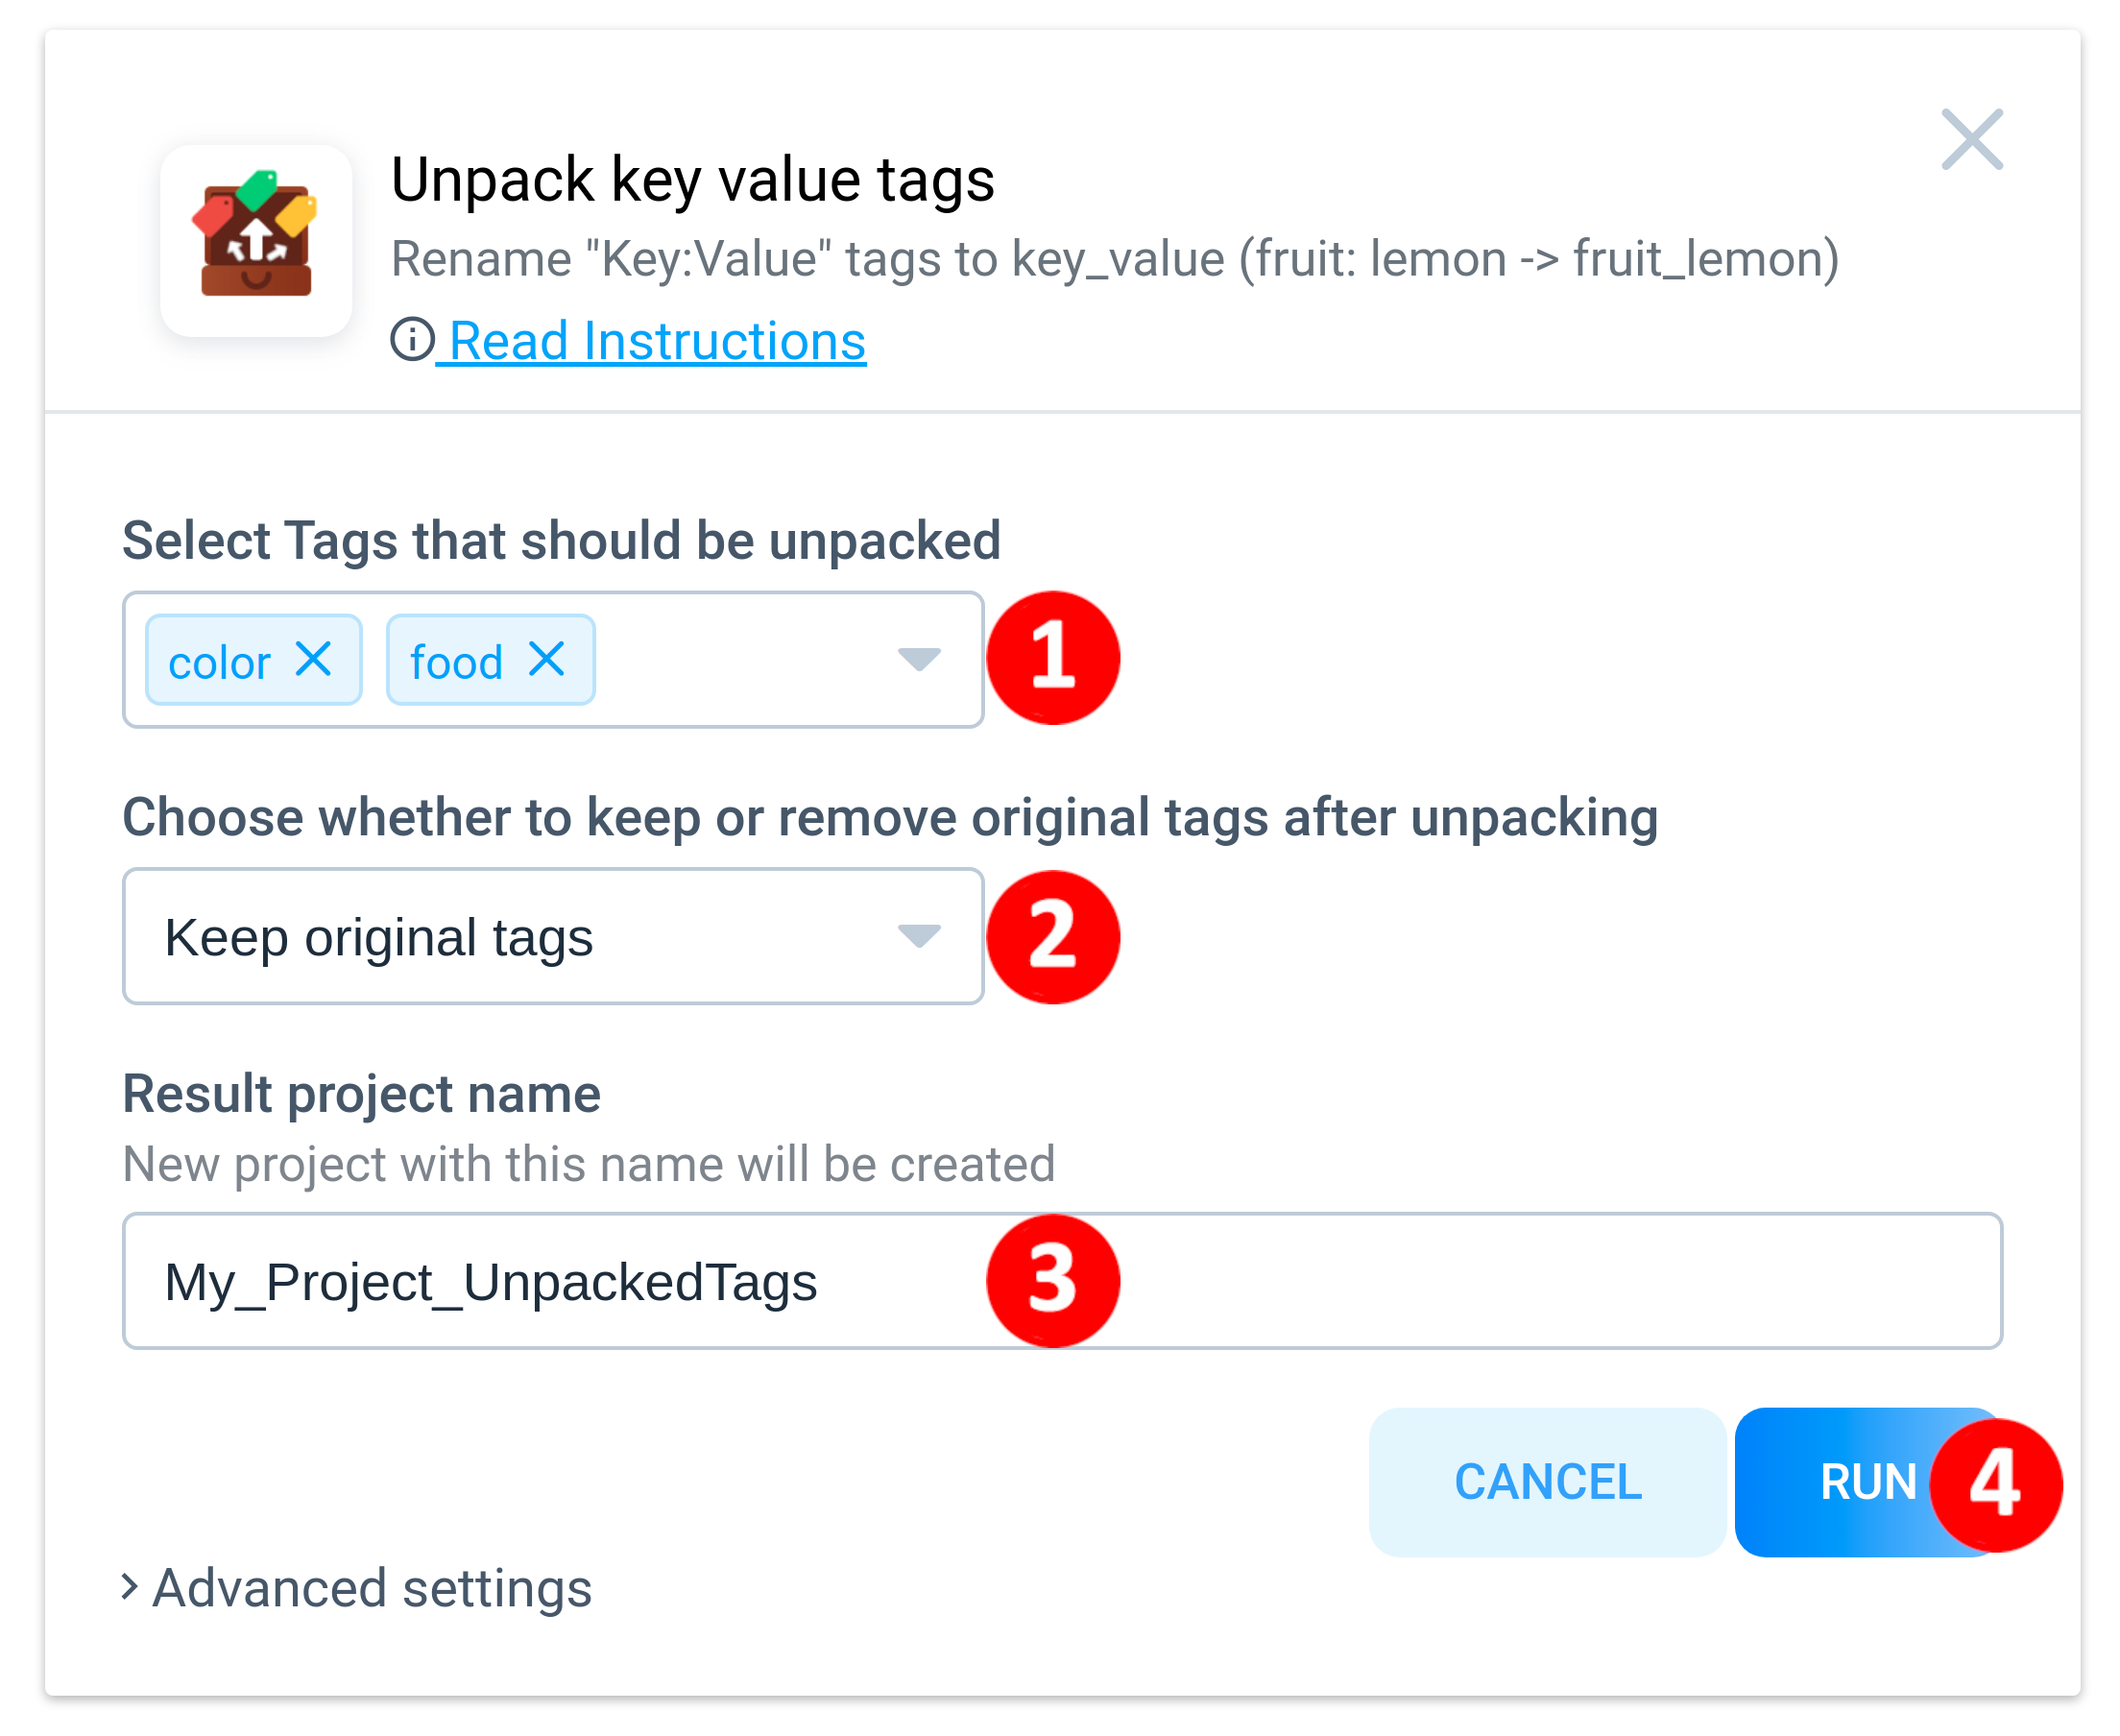 Unpack key value tags
Rename "Key:Value" tags to key_value (fruit: lemon -> fruit_lemon)
Read Instructions
Select Tags that should be unpacked
color food
1
Choose whether to keep or remove original tags after unpacking
Keep original tags
2
Result project name
New project with this name will be created
My_Project_UnpackedTags
3
CANCEL RUN
4
Advanced settings